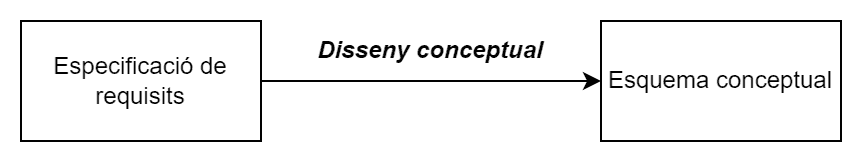 Disseny conceptual
Especificació de
requisits
Esquema conceptual